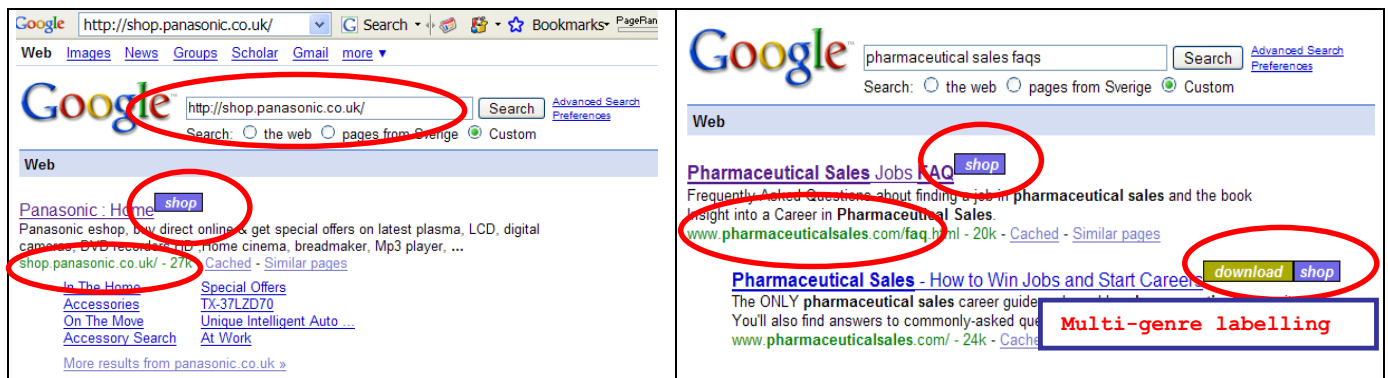 Google http://shop.panasonic.co.uk/ G Search Bookmarks PageRan
Web Images News Groups Scholar Gmail more ▼
Google http://shop.panasonic.co.uk/ Search Advanced Search
Preferences
Search: the web pages from Sverige Custom
Web
Panasonic : Home shop
Panasonic eshop, buy direct online & get special offers on latest plasma, LCD, digital
cameras, DVD recorders HD ,Home cinema, breadmaker, Mp3 player, ...
shop.panasonic.co.uk/ - 27k - Cached - Similar pages
In The Home Special Offers
Accessories TX-37LZD70
On The Move Unique Intelligent Auto ...
Accessory Search At Work
More results from panasonic.co.uk »
Google™ pharmaceutical sales faqs Search Advanced Search
Preferences
Search: the web pages from Sverige Custom
Web
Pharmaceutical Sales Jobs FAQ shop
Frequently Asked Questions about finding a job in pharmaceutical sales and the book
Insight into a Career in Pharmaceutical Sales.
www.pharmaceuticalsales.com/faq.html - 20k - Cached - Similar pages
Pharmaceutical Sales - How to Win Jobs and Start Careers download shop
The ONLY pharmaceutical sales career guide
You'll also find answers to commonly-asked
www.pharmaceuticalsales.com/ - 24k - Cached
Multi-genre labelling